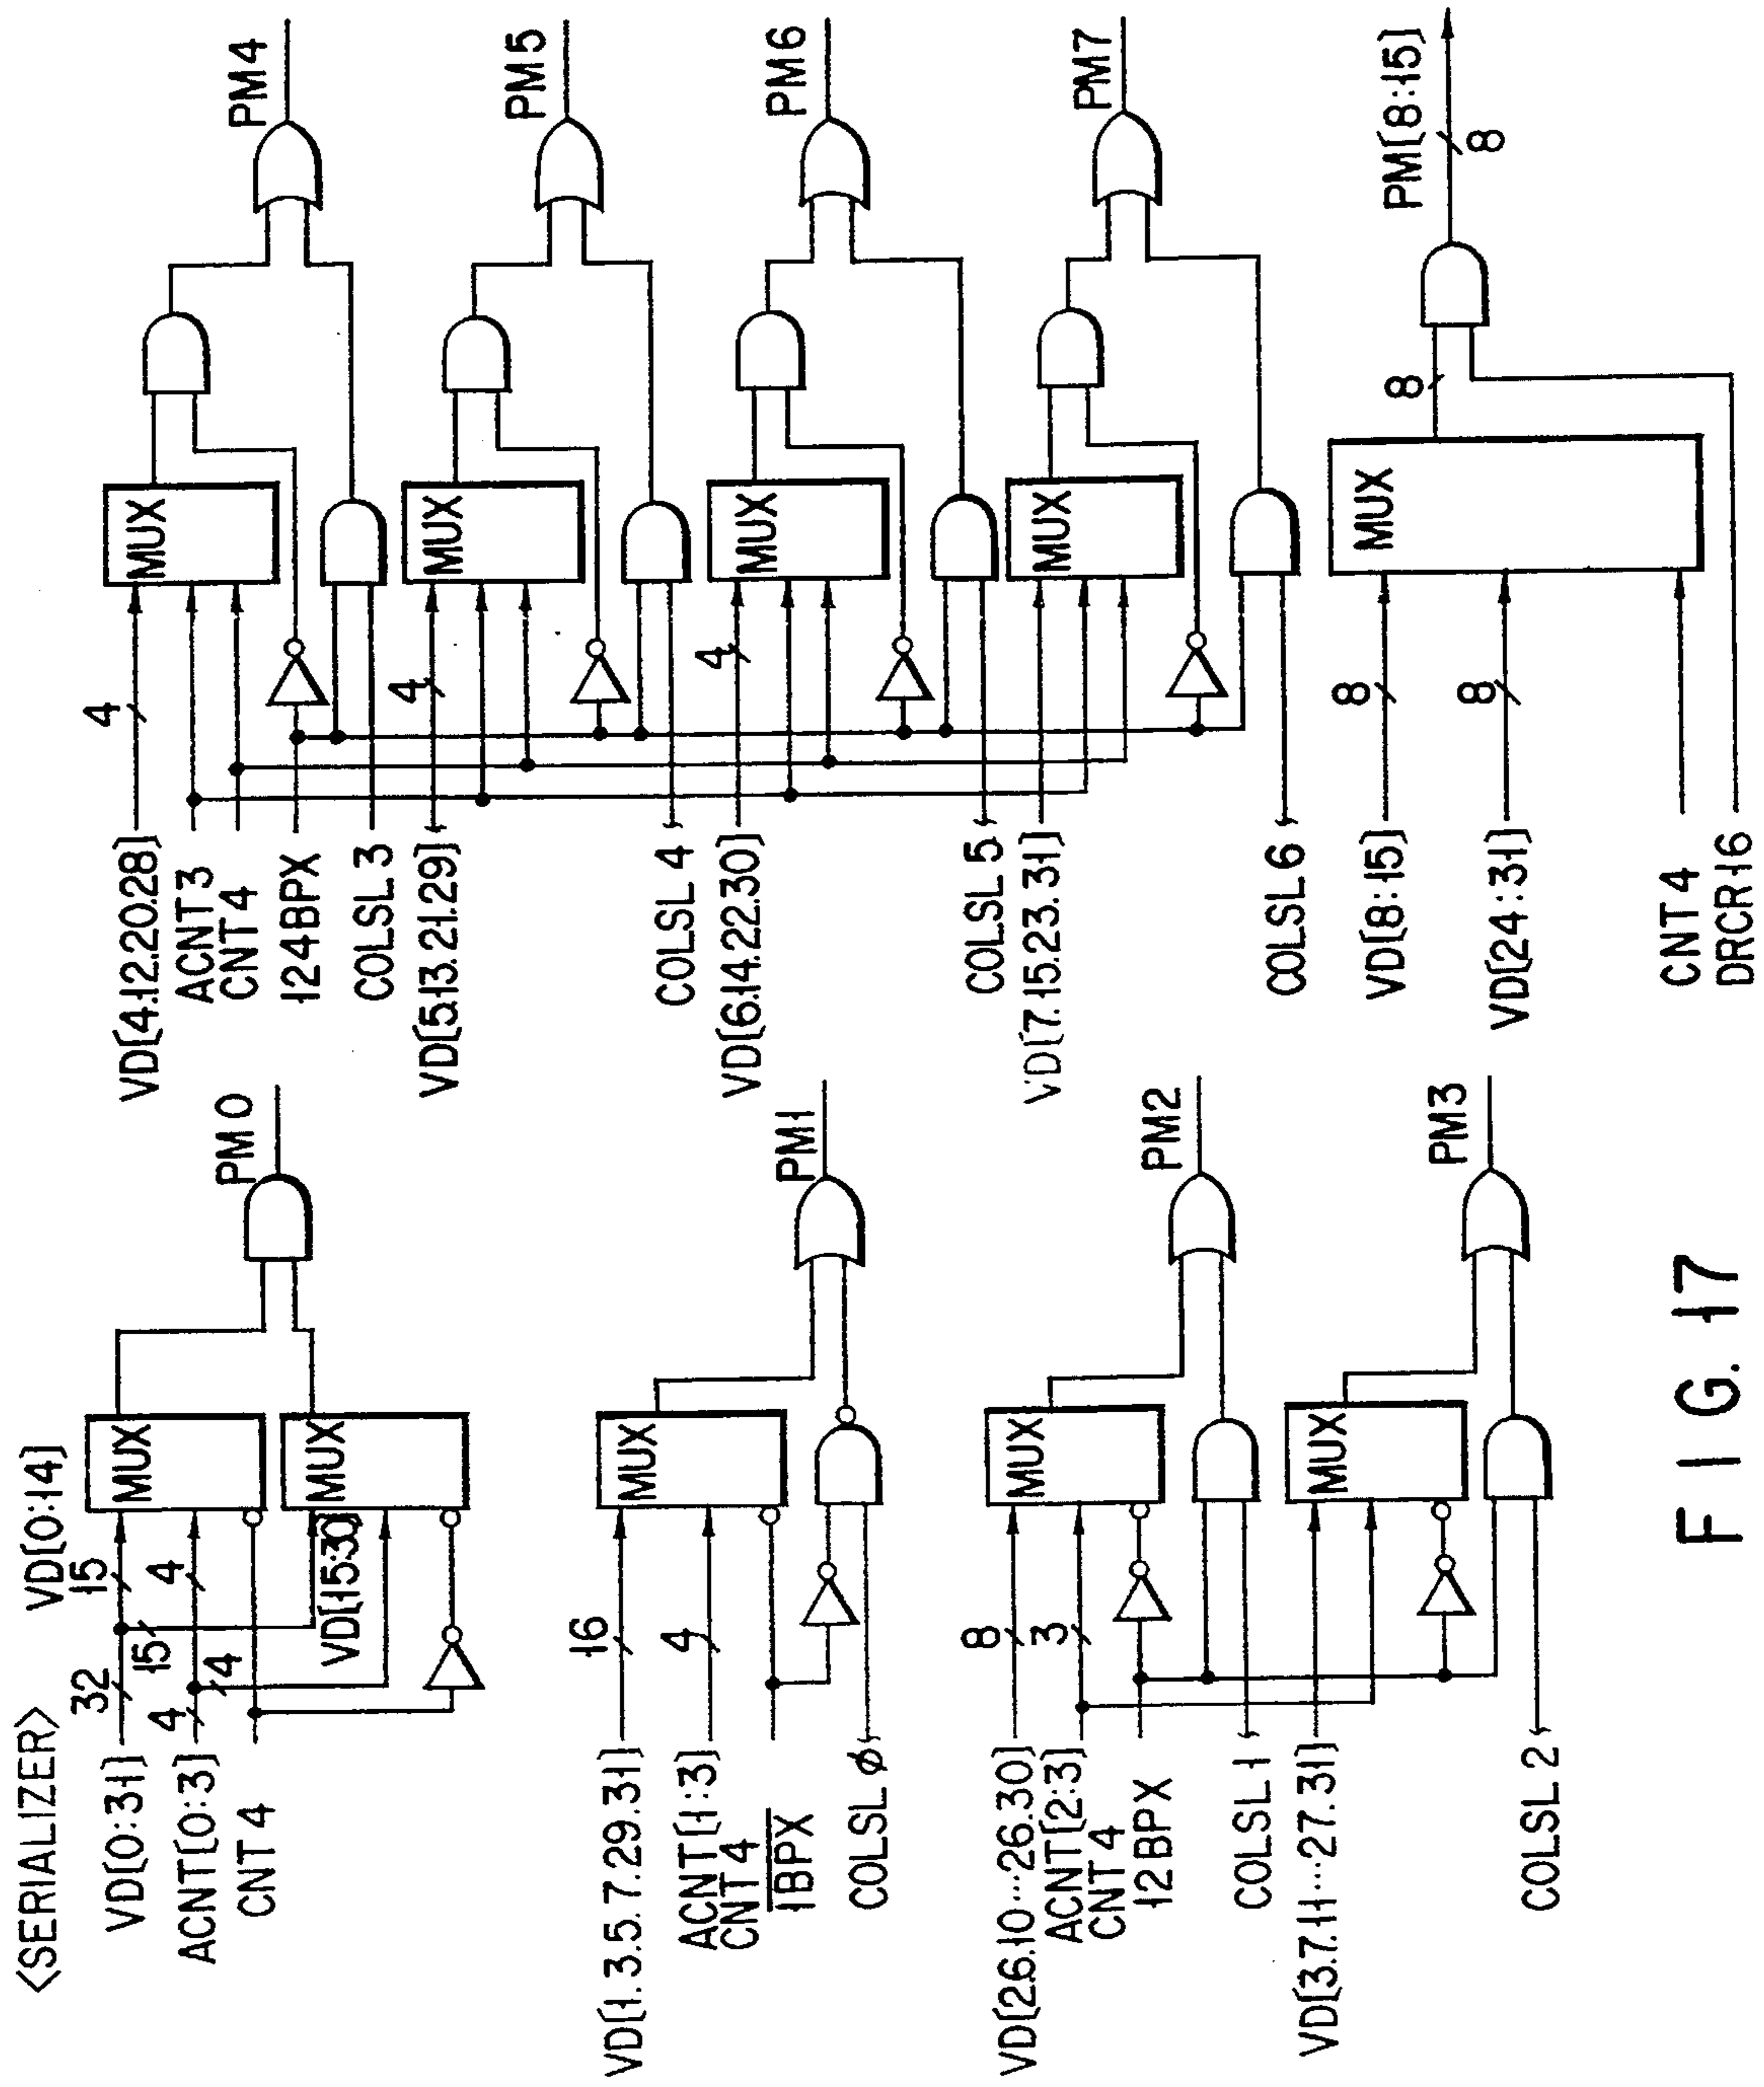 <SERIALIZER>
VD[0:31]
32
15
VD[0:14]
15
ACNT[0:3]
4
4
4
CNT 4
VD[15:30]
MUX
MUX
PM 0
VD[1.3.5.7.29.31]
16
ACNT[1:3]
CNT 4
4
1BPX
COLSL Ø
MUX
PM1
VD[2.6.10...26.30]
8
ACNT[2:3]
CNT 4
3
12BPX
COLSL 1
MUX
PM2
VD[3.7.11...27.31]
COLSL 2
MUX
PM3
VD[4.12.20.28]
4
ACNT3
CNT 4
124BPX
COLSL 3
MUX
PM4
VD[5.13.21.29]
4
COLSL 4
MUX
PM5
VD[6.14.22.30]
4
COLSL 5
MUX
PM6
VD[7.15.23.31]
COLSL 6
MUX
PM7
VD[8:15]
8
VD[24:31]
8
CNT 4
DRCR16
MUX
8
PM[8:15]
8
FIG. 17